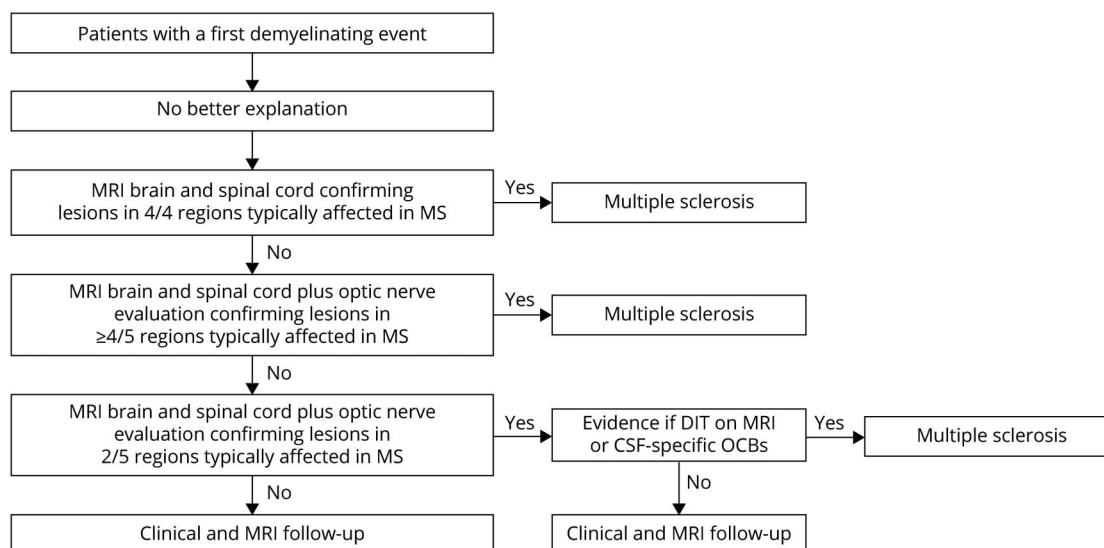 Patients with a first demyelinating event
No better explanation
MRI brain and spinal cord confirming
lesions in 4/4 regions typically affected in MS
Yes
Multiple sclerosis
No
MRI brain and spinal cord plus optic nerve
evaluation confirming lesions in
≥4/5 regions typically affected in MS
Yes
Multiple sclerosis
No
MRI brain and spinal cord plus optic nerve
evaluation confirming lesions in
2/5 regions typically affected in MS
Yes
Evidence if DIT on MRI
or CSF-specific OCBs
Yes
Multiple sclerosis
No
No
Clinical and MRI follow-up
Clinical and MRI follow-up